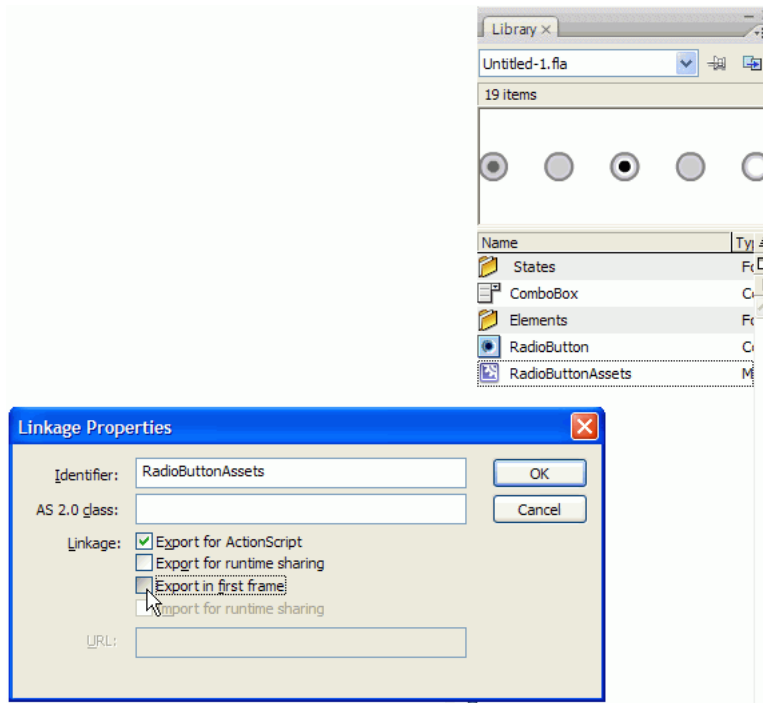 Library
Untitled-1.fla
19 items
Name Ty
States Fo
ComboBox Co
Elements Fo
RadioButton Co
RadioButtonAssets M
Linkage Properties
Identifier: RadioButtonAssets OK
AS 2.0 class: Cancel
Linkage: Export for ActionScript
Export for runtime sharing
Export in first frame
Import for runtime sharing
URL: